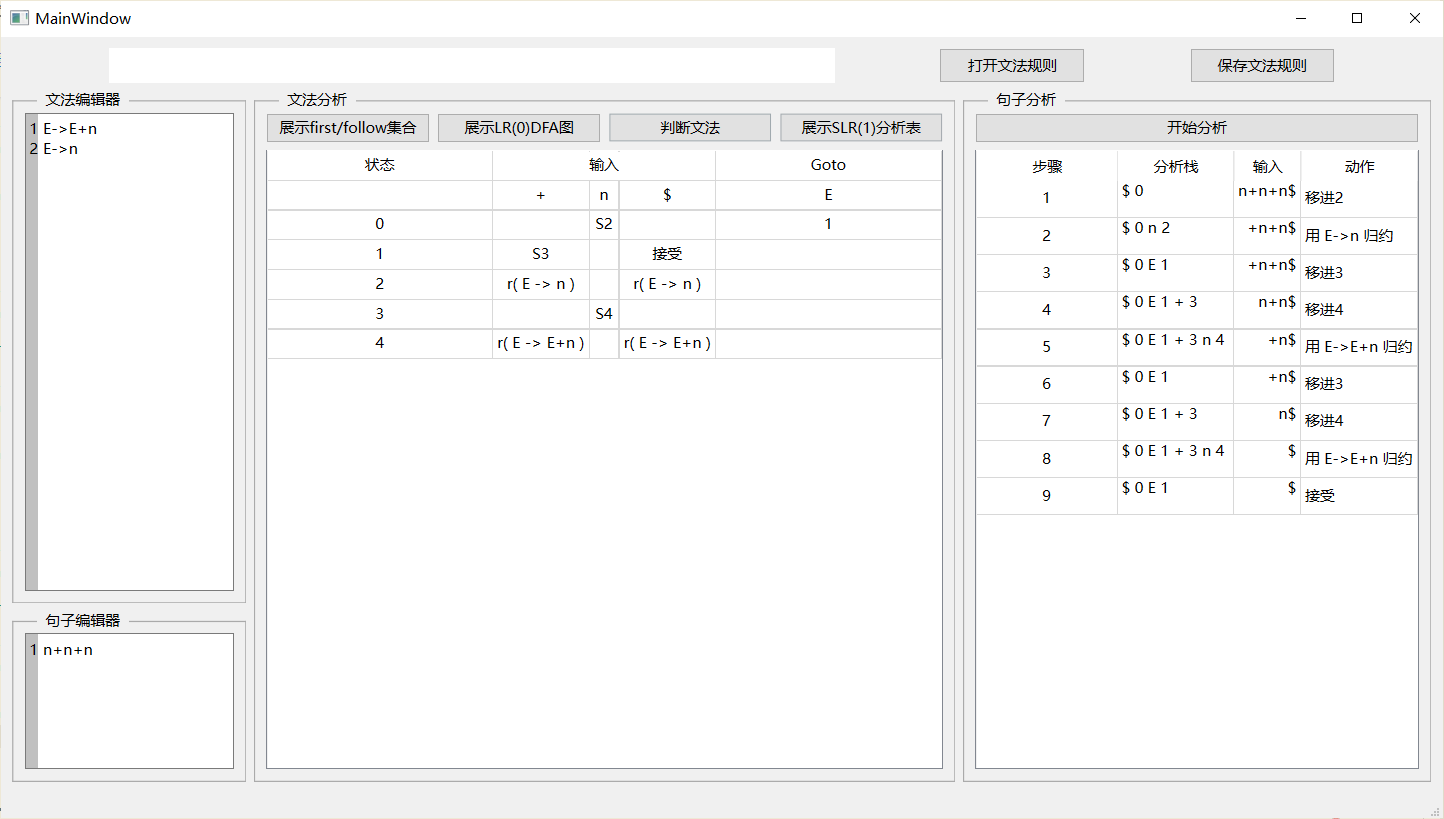 MainWindow
打开文法规则 保存文法规则
文法编辑器
1 E->E+n
2 E->n
句子编辑器
1 n+n+n
文法分析
展示first/follow集合 展示LR(0)DFA图 判断文法 展示SLR(1)分析表
状态 输入 Goto
+ n $ E
0 S2 1
1 S3 接受
2 r( E -> n ) r( E -> n )
3 S4
4 r( E -> E+n ) r( E -> E+n )
句子分析
开始分析
步骤 分析栈 输入 动作
1 $ 0 n+n+n$ 移进2
2 $ 0 n 2 +n+n$ 用 E->n 归约
3 $ 0 E 1 +n+n$ 移进3
4 $ 0 E 1 + 3 n+n$ 移进4
5 $ 0 E 1 + 3 n 4 +n$ 用 E->E+n 归约
6 $ 0 E 1 +n$ 移进3
7 $ 0 E 1 + 3 n$ 移进4
8 $ 0 E 1 + 3 n 4 $ 用 E->E+n 归约
9 $ 0 E 1 $ 接受